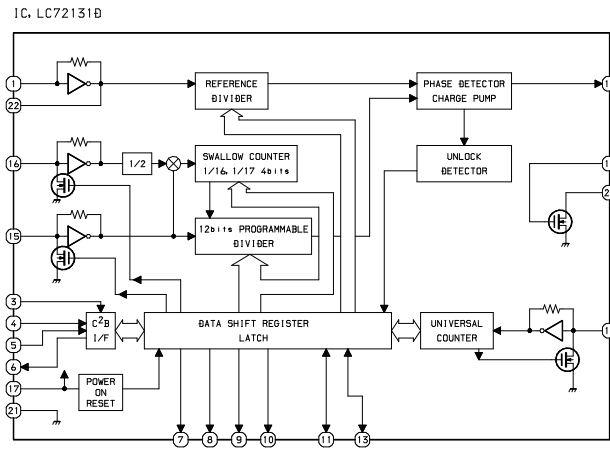 IC, LC72131D
1
22
REFERENCE
DIVIDER
PHASE DETECTOR
CHARGE PUMP
16
1/2
SWALLOW COUNTER
1/16, 1/17 4bits
UNLOCK
DETECTOR
15
12bits PROGRAMMABLE
DIVIDER
3
4
5
6
17
21
C2B
I/F
DATA SHIFT REGISTER
LATCH
UNIVERSAL
COUNTER
POWER
ON
RESET
7
8
9
10
11
13